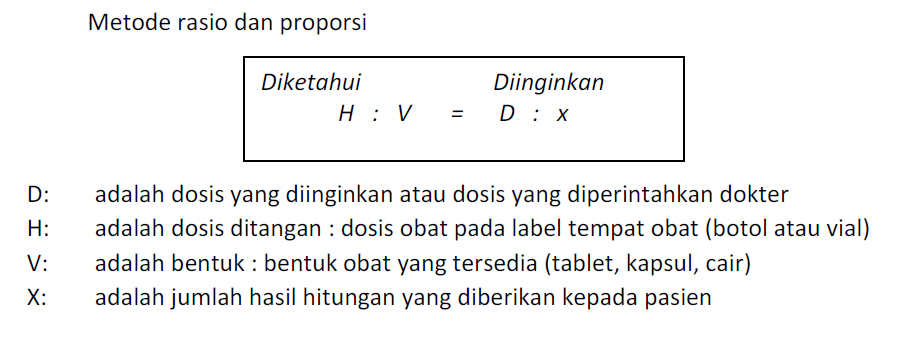 Metode rasio dan proporsi
Diketahui Diinginkan
H : V = D : x
D: adalah dosis yang diinginkan atau dosis yang diperintahkan dokter
H: adalah dosis ditangan : dosis obat pada label tempat obat (botol atau vial)
V: adalah bentuk : bentuk obat yang tersedia (tablet, kapsul, cair)
X: adalah jumlah hasil hitungan yang diberikan kepada pasien